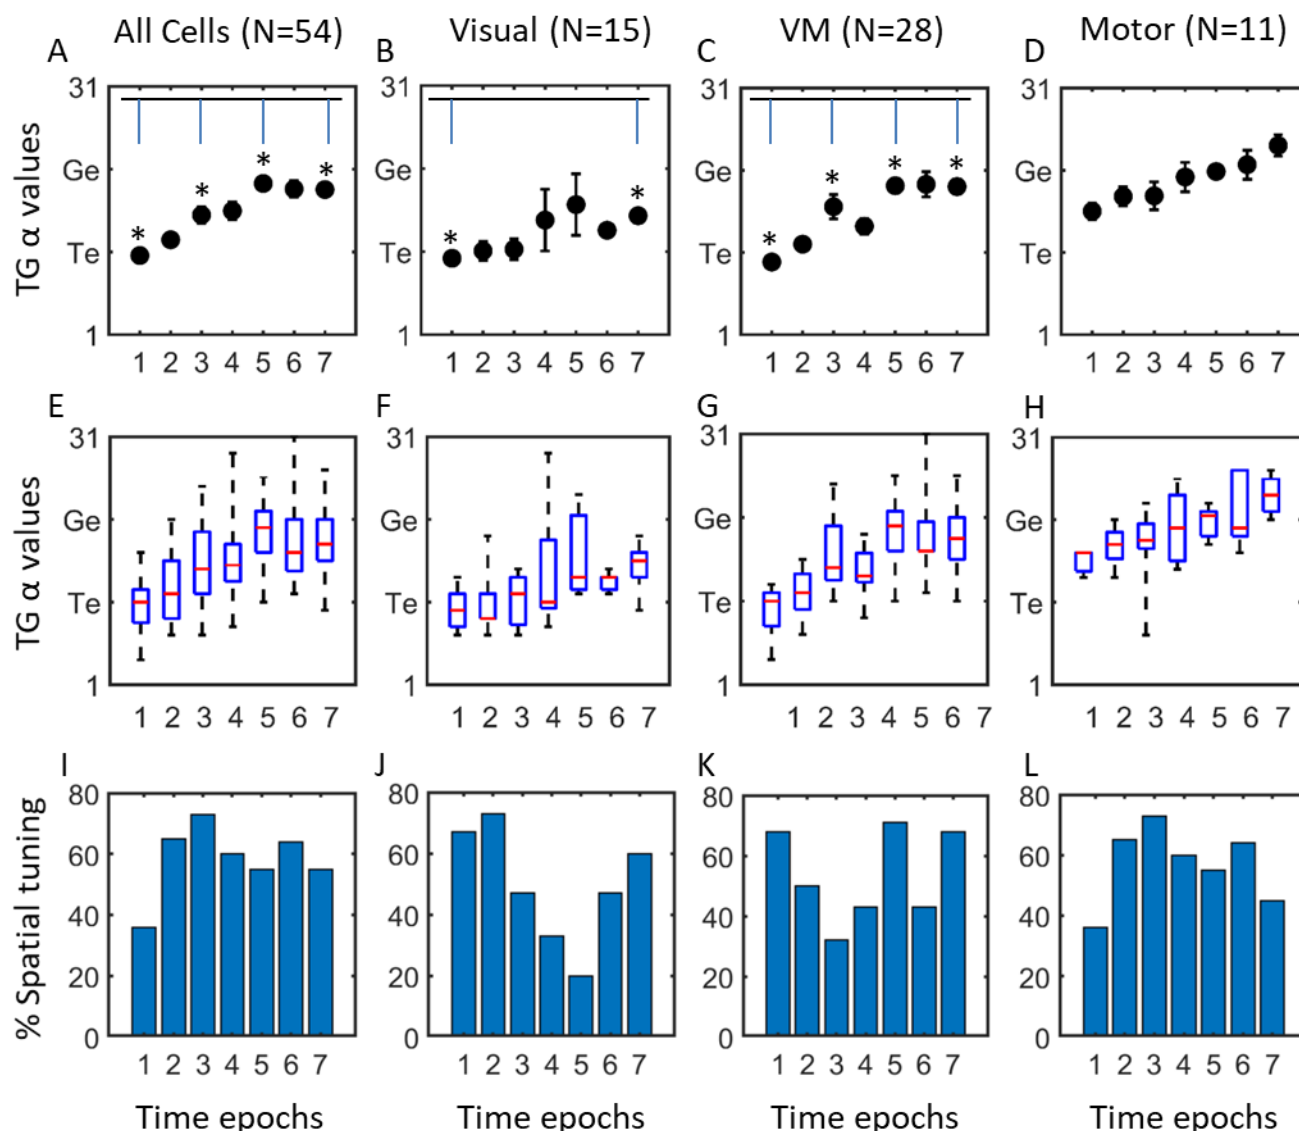 All Cells (N=54) Visual (N=15) VM (N=28) Motor (N=11)
A B C D
TG α values
31 31 31 31
* * * * * * * * * *
Ge Ge Ge Ge
Te Te Te Te
1 1 1 1
1 2 3 4 5 6 7 1 2 3 4 5 6 7 1 2 3 4 5 6 7 1 2 3 4 5 6 7
E F G H
TG α values
31 31 31 31
Ge Ge Ge Ge
Te Te Te Te
1 1 1 1
1 2 3 4 5 6 7 1 2 3 4 5 6 7 1 2 3 4 5 6 7 1 2 3 4 5 6 7
I J K L
% Spatial tuning
80 80 80 80
60 60 60 60
40 40 40 40
20 20 20 20
0 0 0 0
1 2 3 4 5 6 7 1 2 3 4 5 6 7 1 2 3 4 5 6 7 1 2 3 4 5 6 7
Time epochs Time epochs Time epochs Time epochs